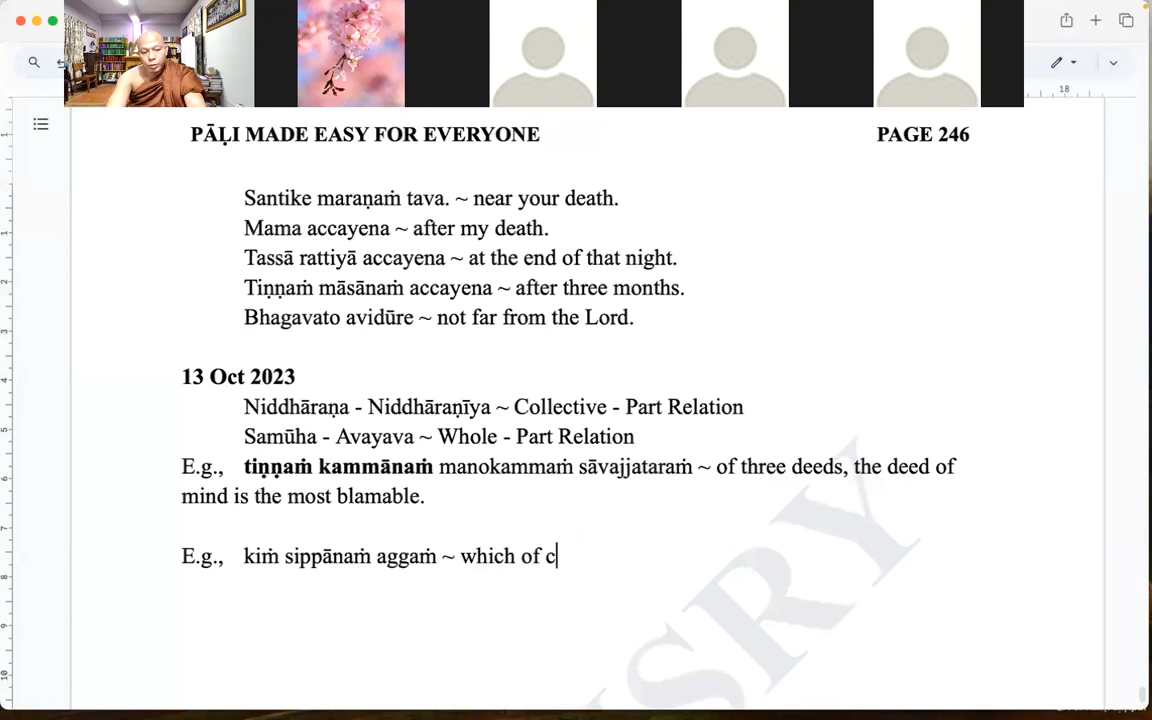 18
PĀḶI MADE EASY FOR EVERYONE PAGE 246
Santike maraṇaṁ tava. ~ near your death.
Mama accayena ~ after my death.
Tassā rattiyā accayena ~ at the end of that night.
Tiṇṇaṁ māsānaṁ accayena ~ after three months.
Bhagavato avidūre ~ not far from the Lord.
13 Oct 2023
Niddhāraṇa - Niddhāraṇīya ~ Collective - Part Relation
Samūha - Avayava ~ Whole - Part Relation
E.g., tiṇṇaṁ kammānaṁ manokammaṁ sāvajjataraṁ ~ of three deeds, the deed of
mind is the most blamable.
E.g., kiṁ sippānaṁ aggaṁ ~ which of c
SRY